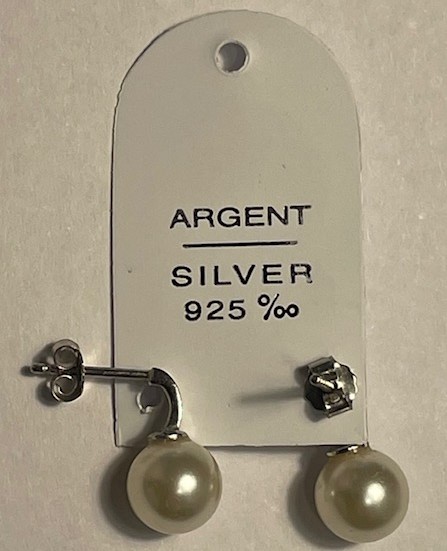 ARGENT
SILVER
925 ‰